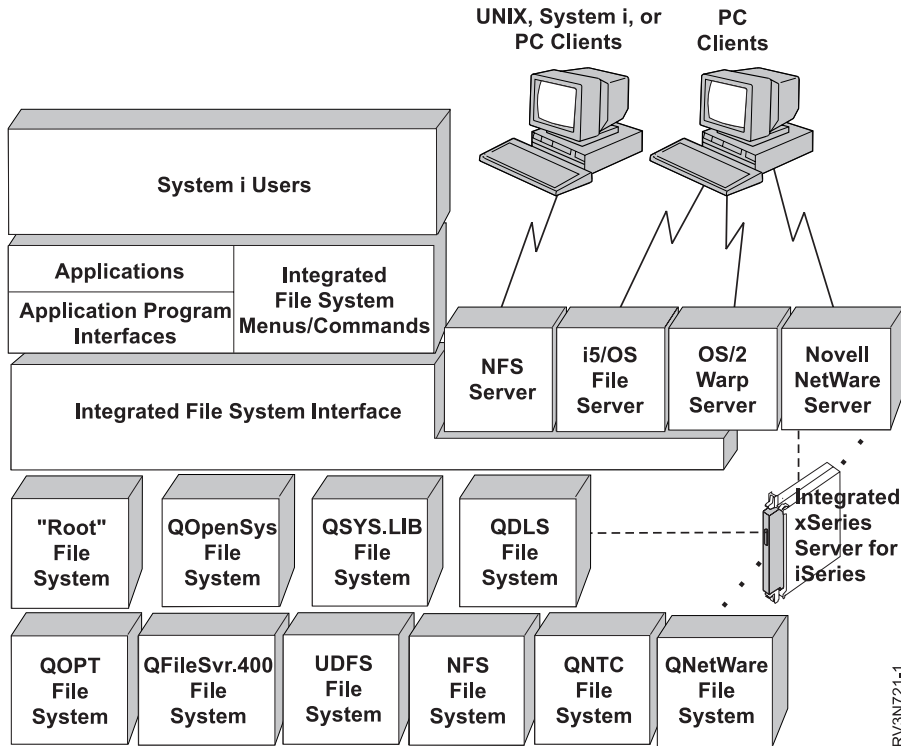 UNIX, System i, or
PC Clients
PC
Clients
System i Users
Applications
Application Program
Interfaces
Integrated
File System
Menus/Commands
NFS
Server
i5/OS
File
Server
OS/2
Warp
Server
Novell
NetWare
Server
Integrated File System Interface
"Root"
File
System
QOpenSys
File
System
QSYS.LIB
File
System
QDLS
File
System
Integrated
xSeries
Server for
iSeries
QOPT
File
System
QFileSvr.400
File
System
UDFS
File
System
NFS
File
System
QNTC
File
System
QNetWare
File
System
RV3N721-1